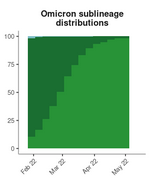 Omicron sublineage
distributions
100
75
50
25
0
Feb 22
Mar 22
Apr 22
May 22